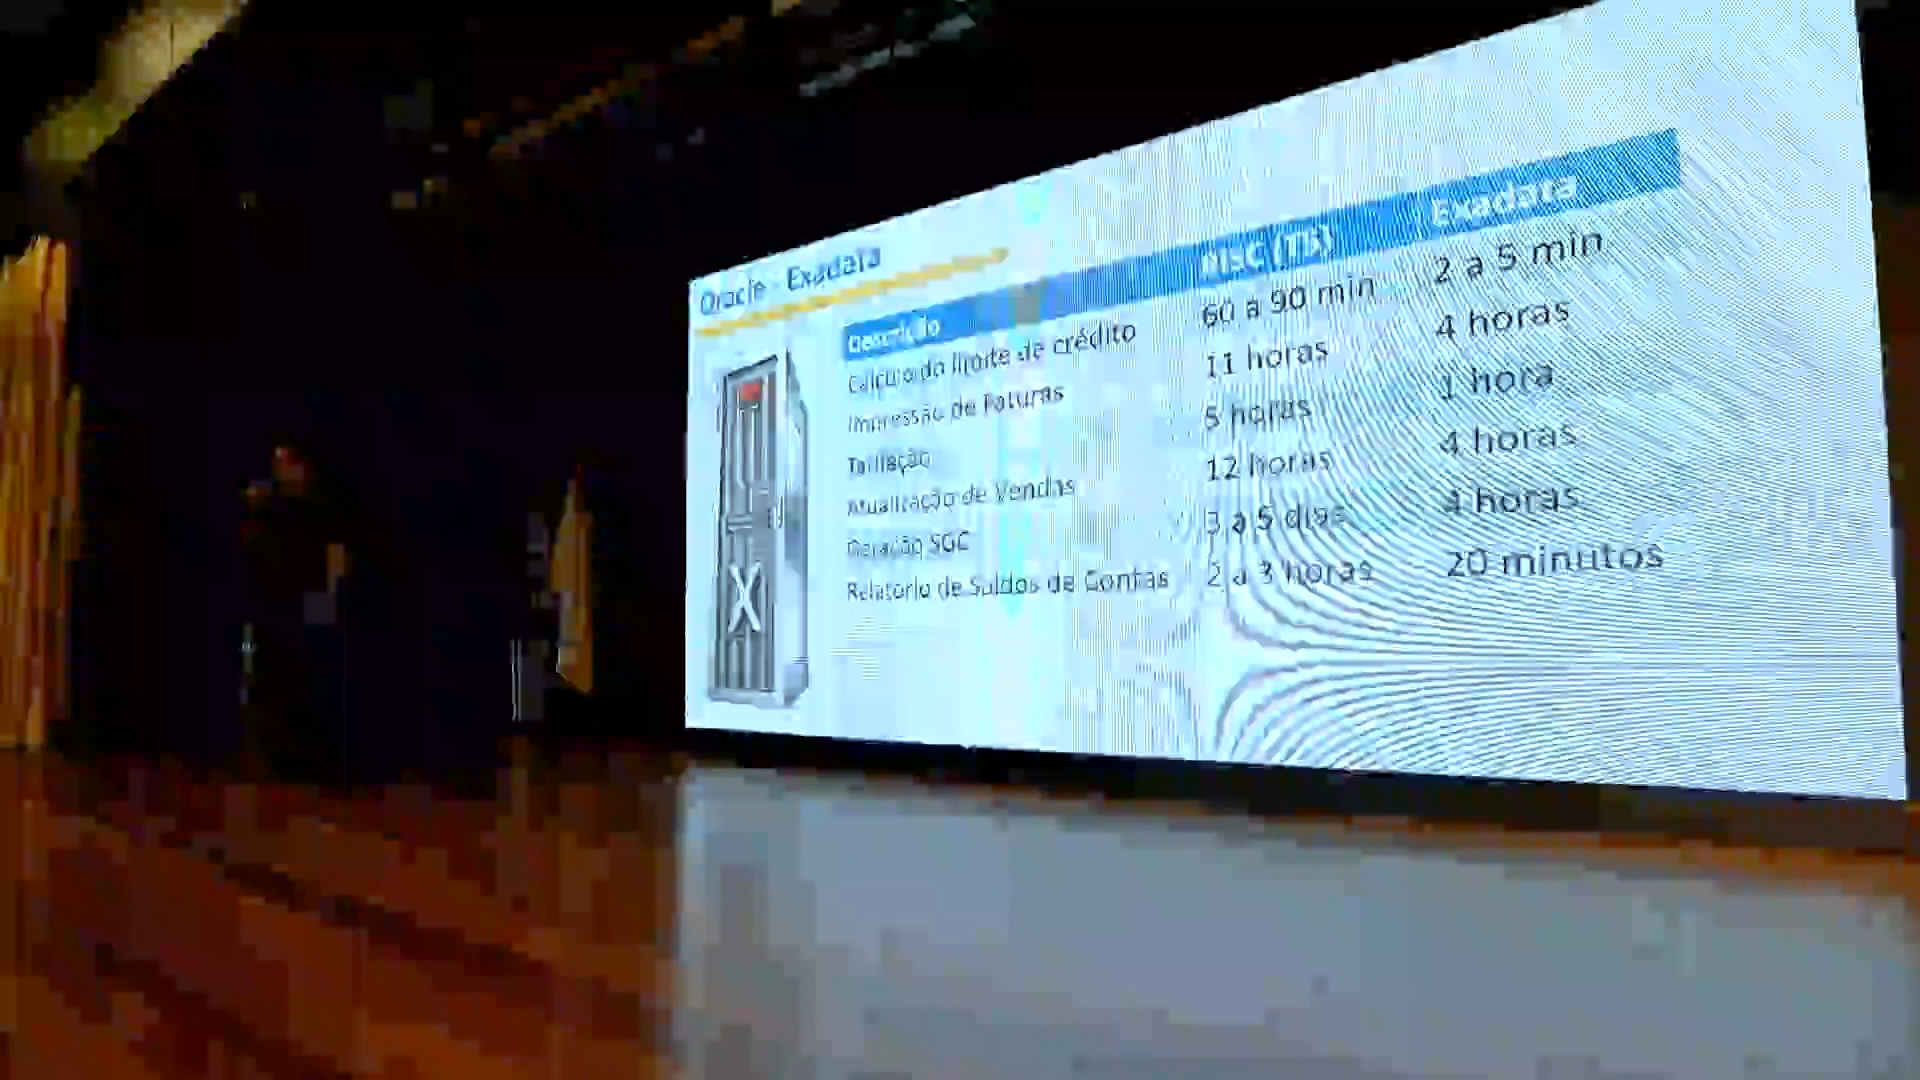 Oracle - Exadata
Descrição RISC (T5) Exadata
Calculo do limite de crédito 60 a 90 min 2 a 5 min
Impressão de Faturas 11 horas 4 horas
Tarifação 5 horas 1 hora
Atualização de Vendas 12 horas 4 horas
Geração SGC 3 a 5 dias 4 horas
Relatorio de Saldos de Contas 2 a 3 horas 20 minutos
X